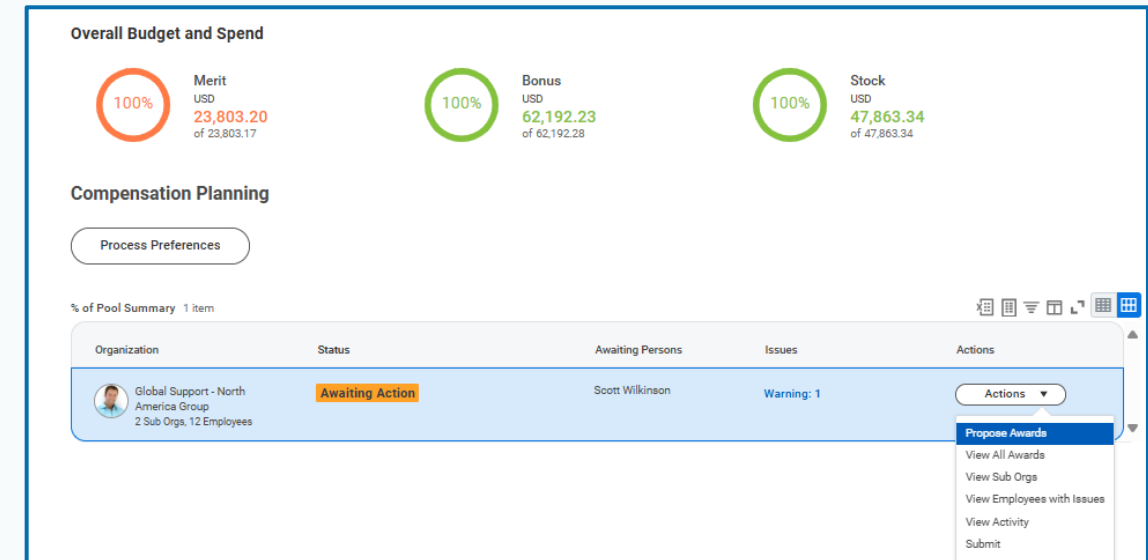 Overall Budget and Spend
100%
Merit
USD
23,803.20
of 23,803.17
100%
Bonus
USD
62,192.23
of 62,192.28
100%
Stock
USD
47,863.34
of 47,863.34
Compensation Planning
Process Preferences
% of Pool Summary 1 item
Organization Status Awaiting Persons Issues Actions
Global Support - North
America Group
2 Sub Orgs, 12 Employees
Awaiting Action
Scott Wilkinson
Warning: 1
Actions
Propose Awards
View All Awards
View Sub Orgs
View Employees with Issues
View Activity
Submit